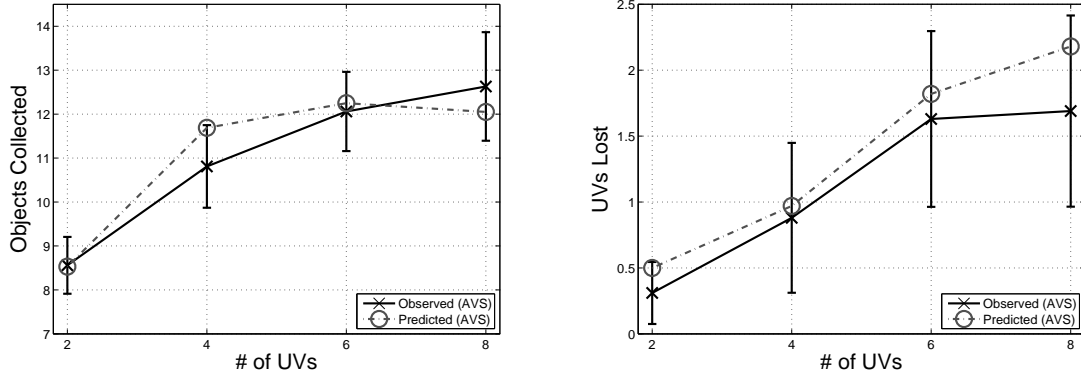 14
13
12
11
10
9
8
7
2
4
6
8
Objects Collected
# of UVs
Observed (AVS)
Predicted (AVS)
2.5
2
1.5
1
0.5
0
2
4
6
8
UVs Lost
# of UVs
Observed (AVS)
Predicted (AVS)